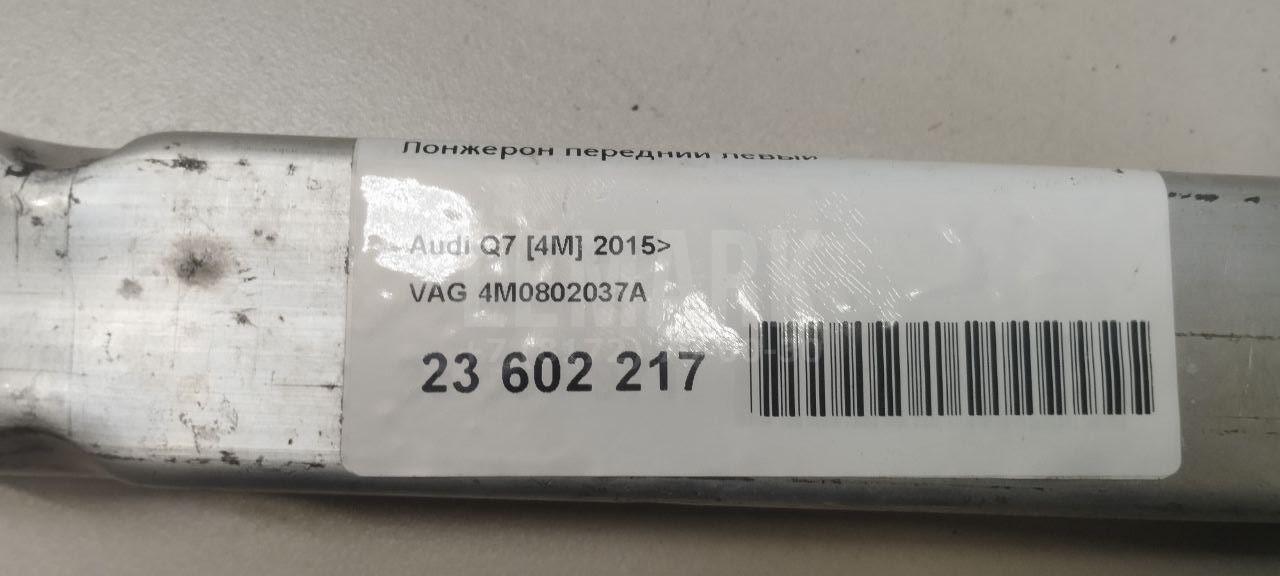 Лонжерон передний левый
Audi Q7 [4M] 2015>
VAG 4M0802037A
23 602 217